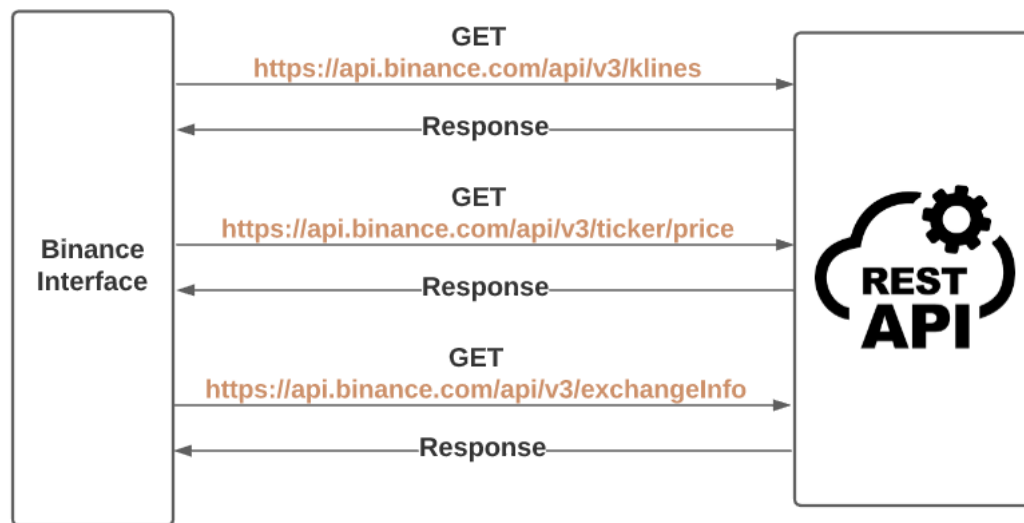 GET
https://api.binance.com/api/v3/klines
Response
GET
https://api.binance.com/api/v3/ticker/price
Binance
Interface
Response
REST
API
GET
https://api.binance.com/api/v3/exchangeInfo
Response